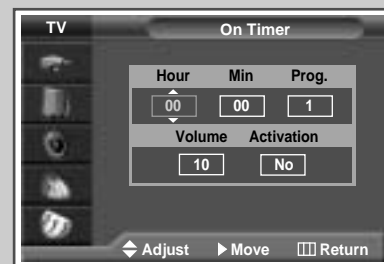 TV
On Timer
Hour Min Prog.
00 00 1
Volume Activation
10 No
Adjust Move Return